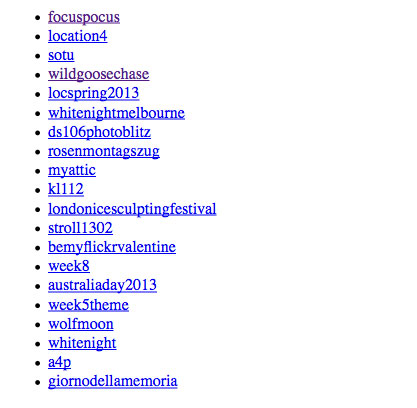 focuspocus
location4
sotu
wildgoosechase
locspring2013
whitenightmelbourne
ds106photoblitz
rosenmontagszug
myattic
kl112
londonicesculptingfestival
stroll1302
bemyflickrvalentine
week8
australiaday2013
week5theme
wolfmoon
whitenight
a4p
giornodellamemoria